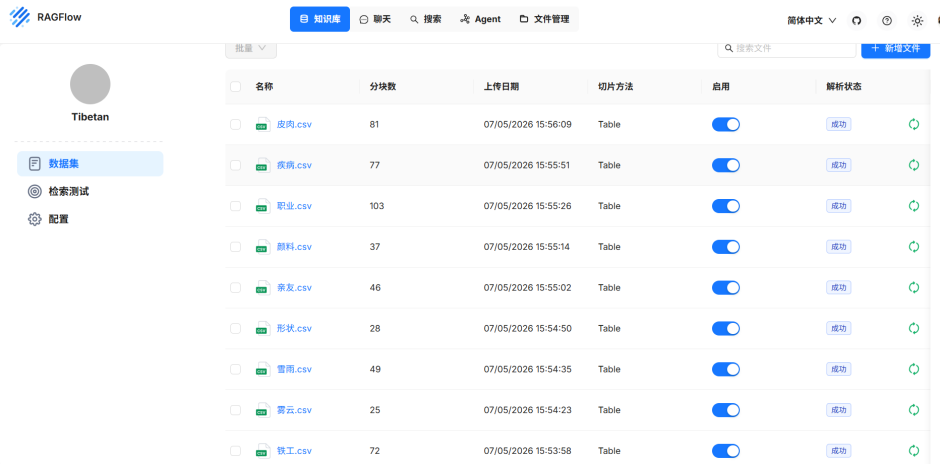 RAGFlow
知识库 聊天 搜索 Agent 文件管理
简体中文
批量
搜索文件
+ 新增文件
Tibetan
数据集
检索测试
配置
名称 分块数 上传日期 切片方法 启用 解析状态
CSV 皮肉.csv 81 07/05/2026 15:56:09 Table 成功
CSV 疾病.csv 77 07/05/2026 15:55:51 Table 成功
CSV 职业.csv 103 07/05/2026 15:55:26 Table 成功
CSV 颜料.csv 37 07/05/2026 15:55:14 Table 成功
CSV 亲友.csv 46 07/05/2026 15:55:02 Table 成功
CSV 形状.csv 28 07/05/2026 15:54:50 Table 成功
CSV 雪雨.csv 49 07/05/2026 15:54:35 Table 成功
CSV 雾云.csv 25 07/05/2026 15:54:23 Table 成功
CSV 铁工.csv 72 07/05/2026 15:53:58 Table 成功